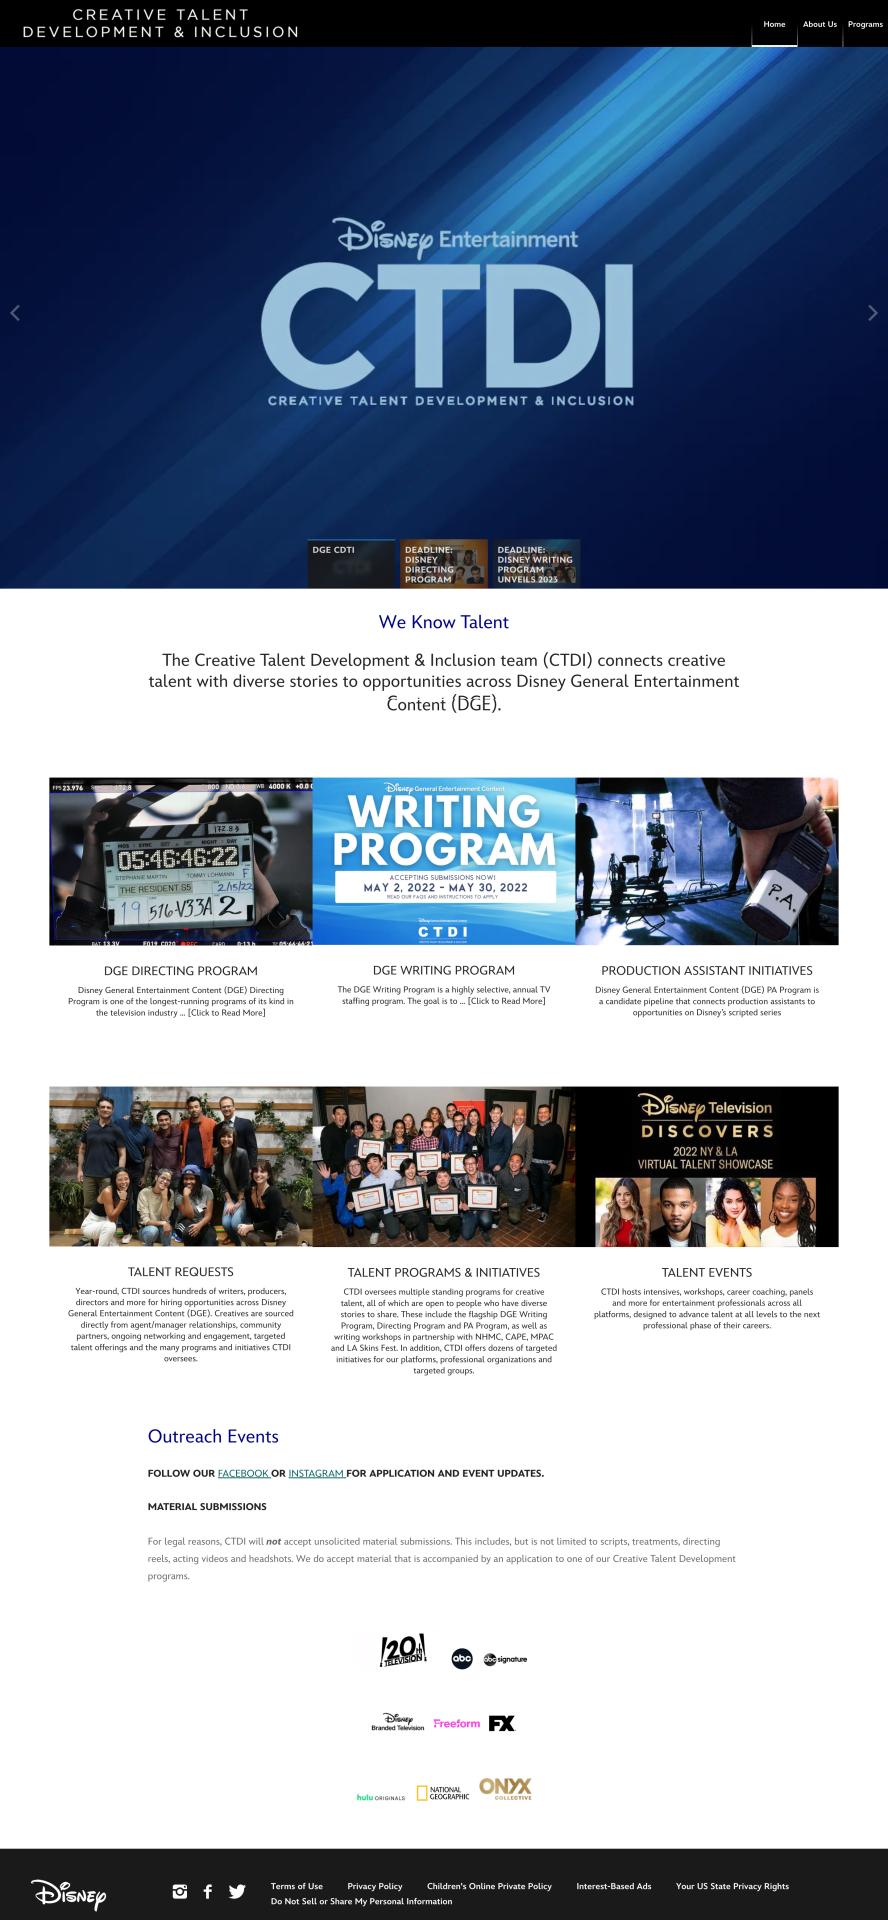 CREATIVE TALENT
DEVELOPMENT & INCLUSION
Home
About Us
Programs
Disney Entertainment
CTDI
CREATIVE TALENT DEVELOPMENT & INCLUSION
DGE CDTI
DEADLINE:
DISNEY
DIRECTING
PROGRAM
DEADLINE:
DISNEY WRITING
PROGRAM
UNVEILS 2023
We Know Talent
The Creative Talent Development & Inclusion team (CTDI) connects creative
talent with diverse stories to opportunities across Disney General Entertainment
Content (DGE).
FPS 23.976
172.8
800
WB 4000 K
172.8°
05:46:46:22
STEPHANIE MARTIN
TOMMY LOHMANN
THE RESIDENT S5
2/15/22
19
516-V33A
2
Disney General Entertainment Content
WRITING
PROGRAM
ACCEPTING SUBMISSIONS NOW!
MAY 2, 2022 - MAY 30, 2022
READ OUR FAQS AND INSTRUCTIONS TO APPLY
CTDI
P.A.
DGE DIRECTING PROGRAM
Disney General Entertainment Content (DGE) Directing
Program is one of the longest-running programs of its kind in
the television industry ... [Click to Read More]
DGE WRITING PROGRAM
The DGE Writing Program is a highly selective, annual TV
staffing program. The goal is to ... [Click to Read More]
PRODUCTION ASSISTANT INITIATIVES
Disney General Entertainment Content (DGE) PA Program is
a candidate pipeline that connects production assistants to
opportunities on Disney's scripted series
Disney Television
DISCOVERS
2022 NY & LA
VIRTUAL TALENT SHOWCASE
TALENT REQUESTS
Year-round, CTDI sources hundreds of writers, producers,
directors and more for hiring opportunities across Disney
General Entertainment Content (DGE). Creatives are sourced
directly from agent/manager relationships, community
partners, ongoing networking and engagement, targeted
talent offerings and the many programs and initiatives CTDI
oversees.
TALENT PROGRAMS & INITIATIVES
CTDI oversees multiple standing programs for creative
talent, all of which are open to people who have diverse
stories to share. These include the flagship DGE Writing
Program, Directing Program and PA Program, as well as
writing workshops in partnership with NHMC, CAPE, MPAC
and LA Skins Fest. In addition, CTDI offers dozens of targeted
initiatives for our platforms, professional organizations and
targeted groups.
TALENT EVENTS
CTDI hosts intensives, workshops, career coaching, panels
and more for entertainment professionals across all
platforms, designed to advance talent at all levels to the next
professional phase of their careers.
Outreach Events
FOLLOW OUR FACEBOOK OR INSTAGRAM FOR APPLICATION AND EVENT UPDATES.
MATERIAL SUBMISSIONS
For legal reasons, CTDI will not accept unsolicited material submissions. This includes, but is not limited to scripts, treatments, directing
reels, acting videos and headshots. We do accept material that is accompanied by an application to one of our Creative Talent Development
programs.
20th TELEVISION
abc
abc signature
Disney Branded Television
Freeform
FX
hulu ORIGINALS
NATIONAL GEOGRAPHIC
ONYX COLLECTIVE
Disney
Terms of Use
Privacy Policy
Children's Online Private Policy
Interest-Based Ads
Your US State Privacy Rights
Do Not Sell or Share My Personal Information